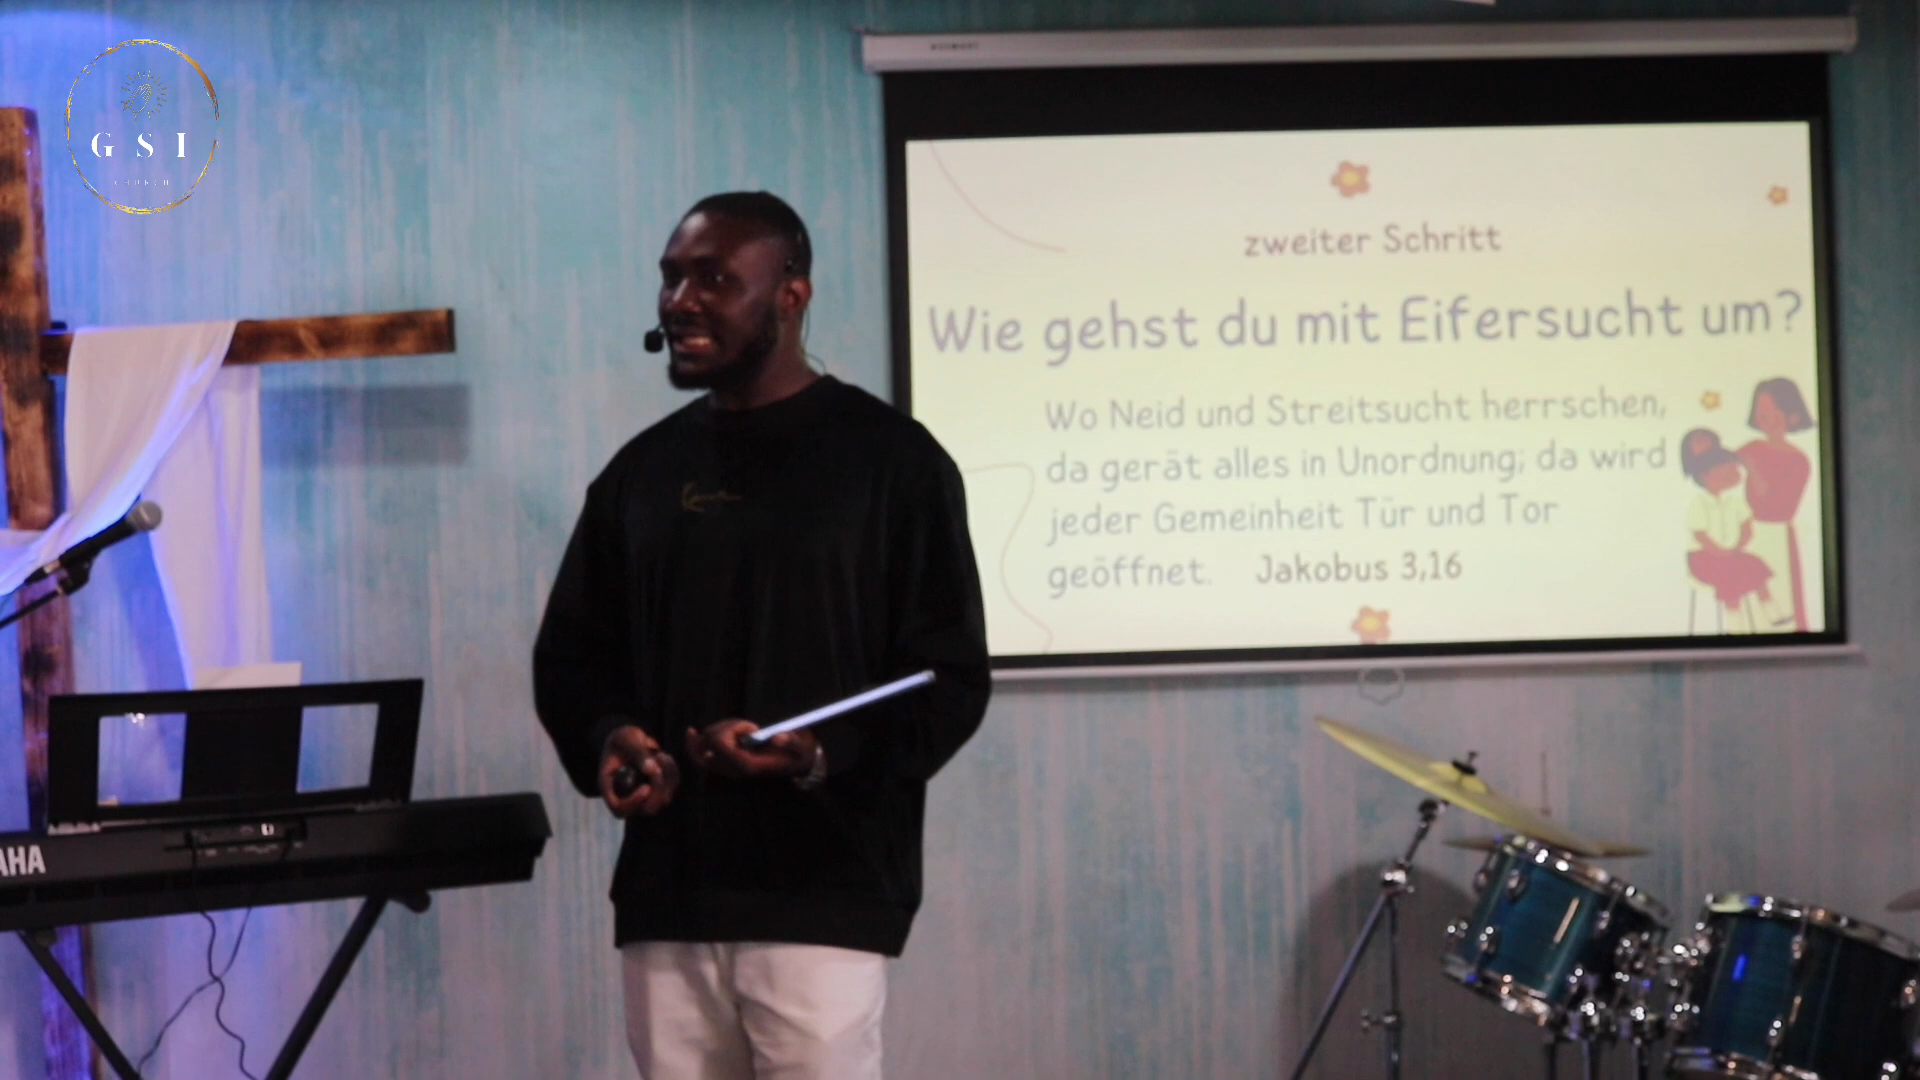 G S I
CHURCH
zweiter Schritt
Wie gehst du mit Eifersucht um?
Wo Neid und Streitsucht herrschen,
da gerät alles in Unordnung; da wird
jeder Gemeinheit Tür und Tor
geöffnet. Jakobus 3,16
AHA